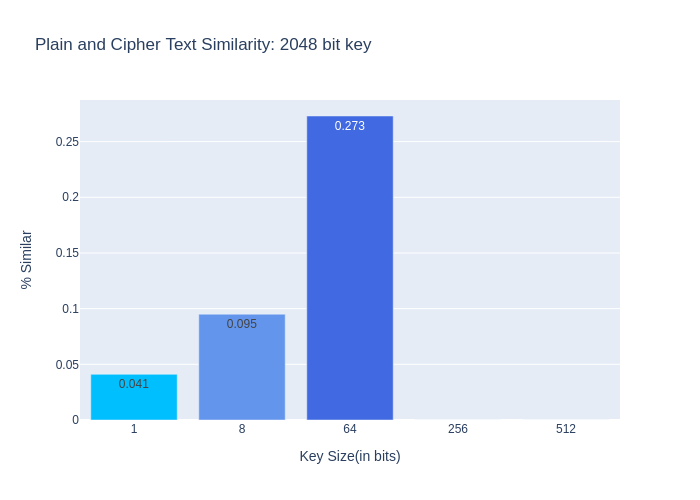 Plain and Cipher Text Similarity: 2048 bit key
% Similar
0.25
0.2
0.15
0.1
0.05
0
0.041
0.095
0.273
1 8 64 256 512
Key Size(in bits)